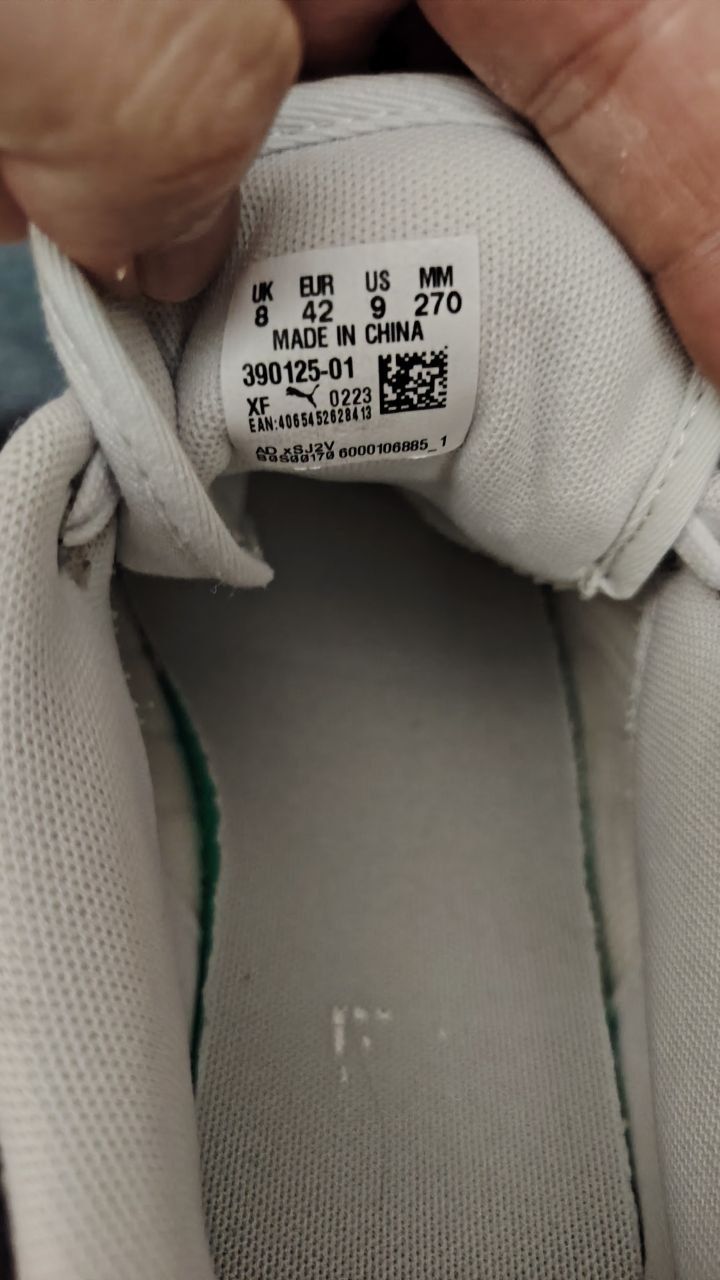 UK EUR US MM
8 42 9 270
MADE IN CHINA
390125-01
XF 0223
EAN:4065452628413
AD xSJ2V
6000106885_1